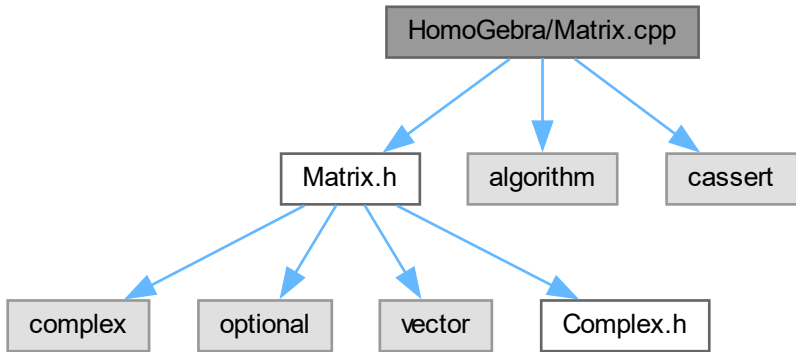 HomoGebra/Matrix.cpp
Matrix.h
algorithm
cassert
complex
optional
vector
Complex.h